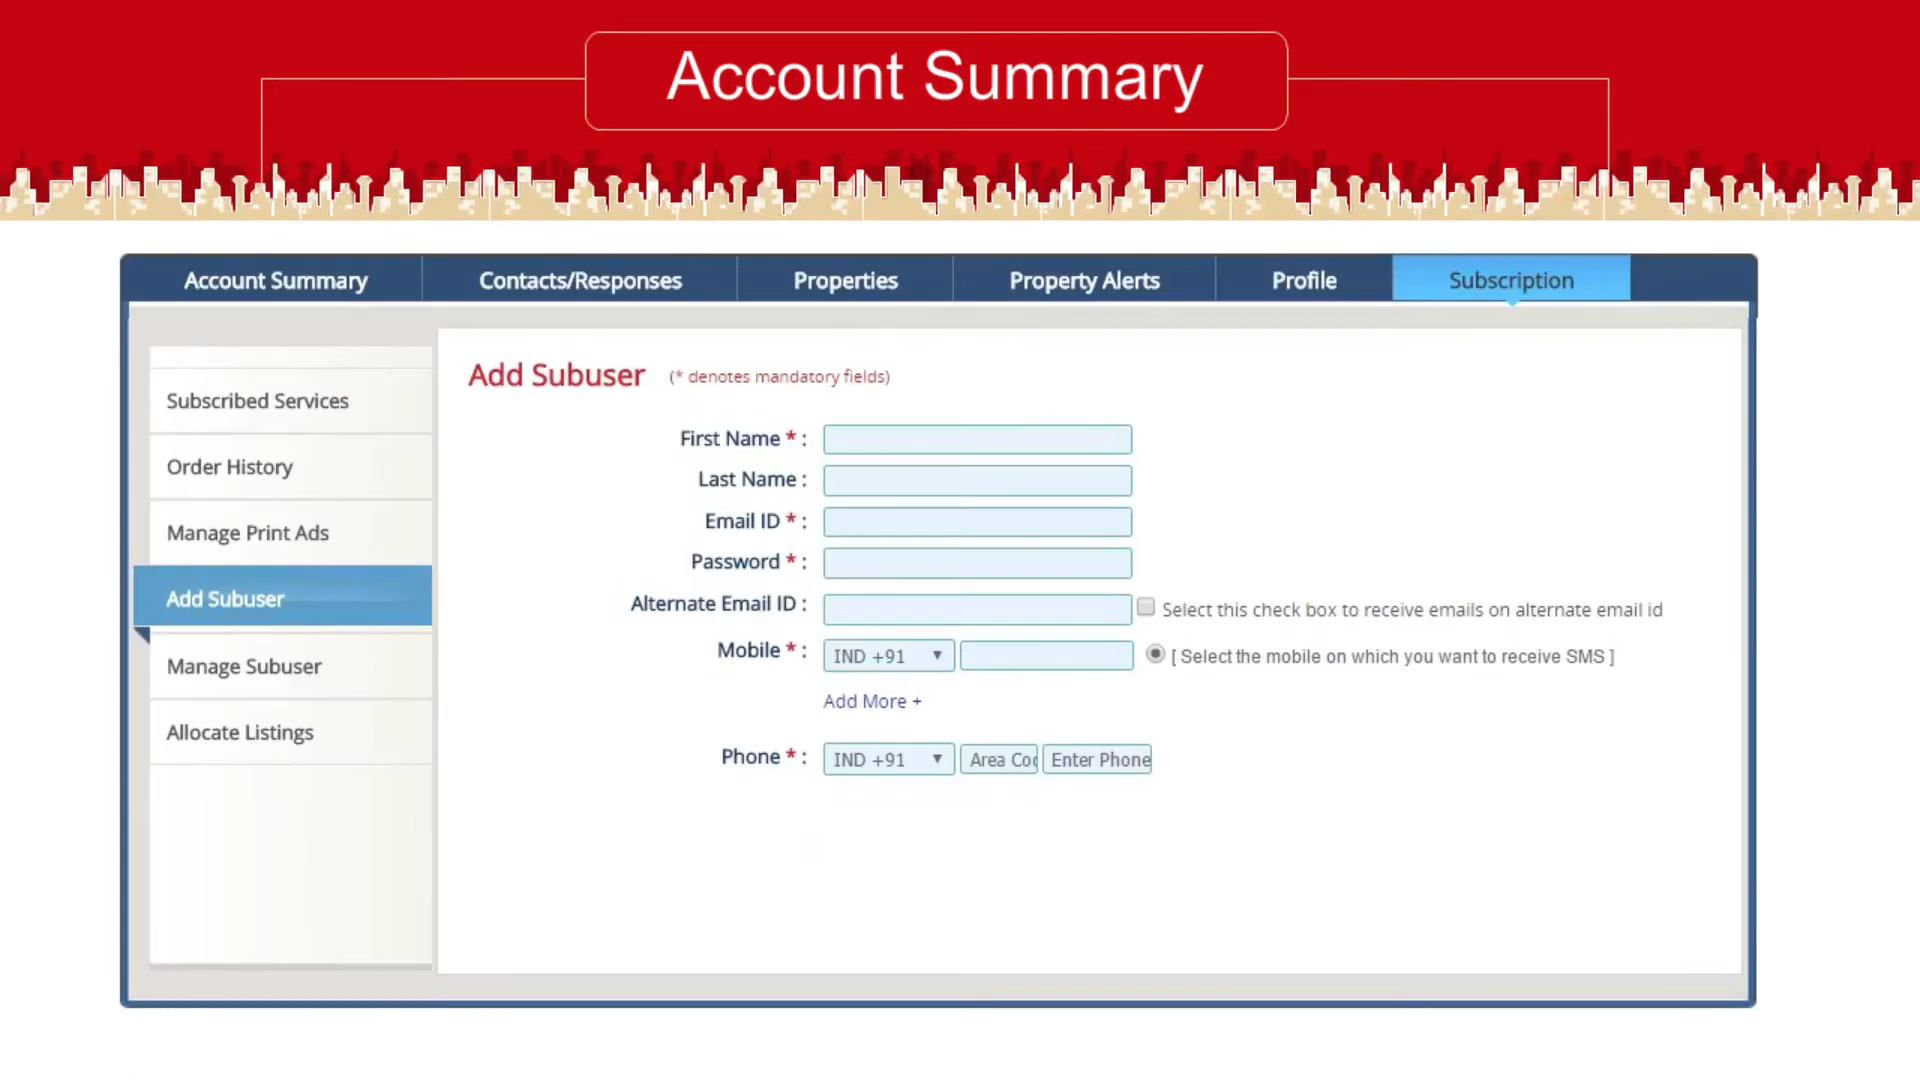 Account Summary
Account Summary Contacts/Responses Properties Property Alerts Profile Subscription
Subscribed Services
Order History
Manage Print Ads
Add Subuser
Manage Subuser
Allocate Listings
Add Subuser (* denotes mandatory fields)
First Name * :
Last Name :
Email ID * :
Password * :
Alternate Email ID : Select this check box to receive emails on alternate email id
Mobile * : IND +91 [ Select the mobile on which you want to receive SMS ]
Add More +
Phone * : IND +91 Area Cod Enter Phone